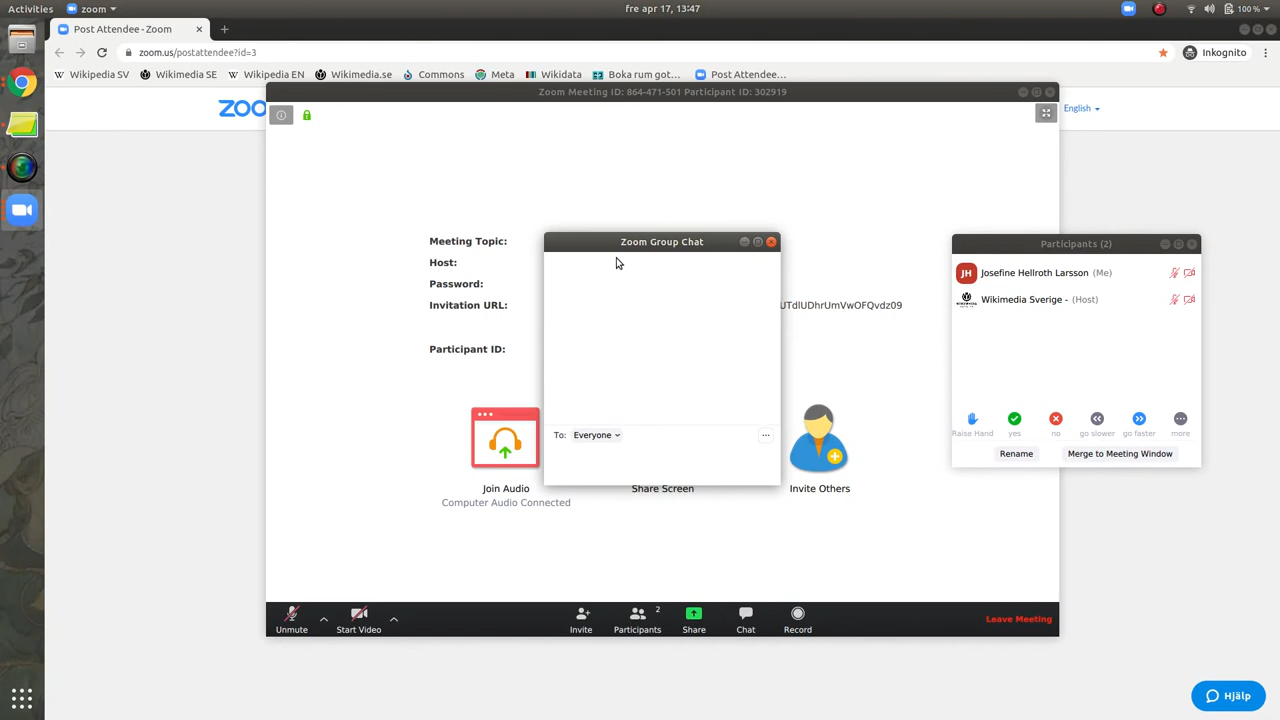 Activities
zoom
fre apr 17, 13:47
100 %
Post Attendee - Zoom
zoom.us/postattendee?id=3
Inkognito
Wikipedia SV
Wikimedia SE
Wikipedia EN
Wikimedia.se
Commons
Meta
Wikidata
Boka rum got…
Post Attendee…
English
Zoom Meeting ID: 864-471-501 Participant ID: 302919
Meeting Topic:
Host:
Password:
Invitation URL:
UTdlUDhrUmVwOFQvdz09
Participant ID:
Zoom Group Chat
To: Everyone
Join Audio
Computer Audio Connected
Share Screen
Invite Others
Participants (2)
JH Josefine Hellroth Larsson (Me)
Wikimedia Sverige - (Host)
Raise Hand
yes
no
go slower
go faster
more
Rename
Merge to Meeting Window
Unmute
Start Video
Invite
2
Participants
Share
Chat
Record
Leave Meeting
Hjälp